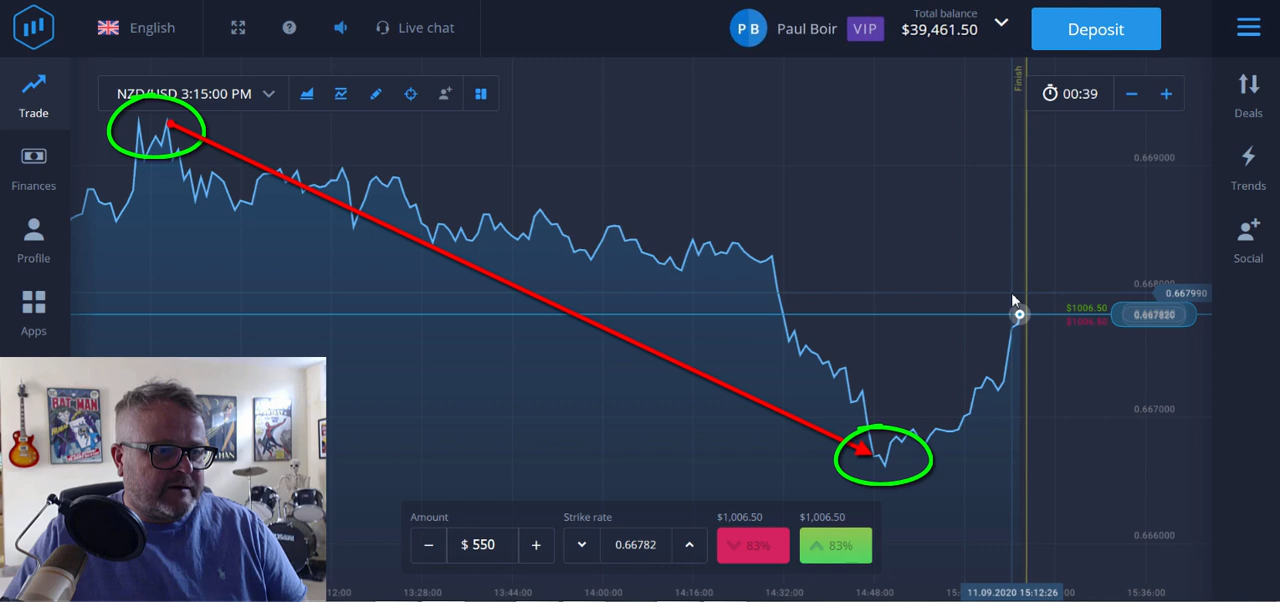 English
Live chat
P B
Paul Boir
VIP
Total balance
$39,461.50
Deposit
Trade
Finances
Profile
Apps
NZD/USD 3:15:00 PM
Finish
00:39
Deals
Trends
Social
0.669000
0.668000
0.667990
$1006.50
$1006.50
0.667820
0.667000
0.666000
BATMAN
Amount
$ 550
Strike rate
0.66782
$1,006.50
83%
$1,006.50
83%
12:00
13:28:00
13:44:00
14:00:00
14:16:00
14:32:00
14:48:00
15:
11.09.2020 15:12:26
00
15:36:00